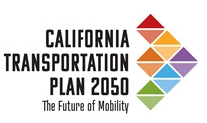 CALIFORNIA
TRANSPORTATION
PLAN 2050
The Future of Mobility